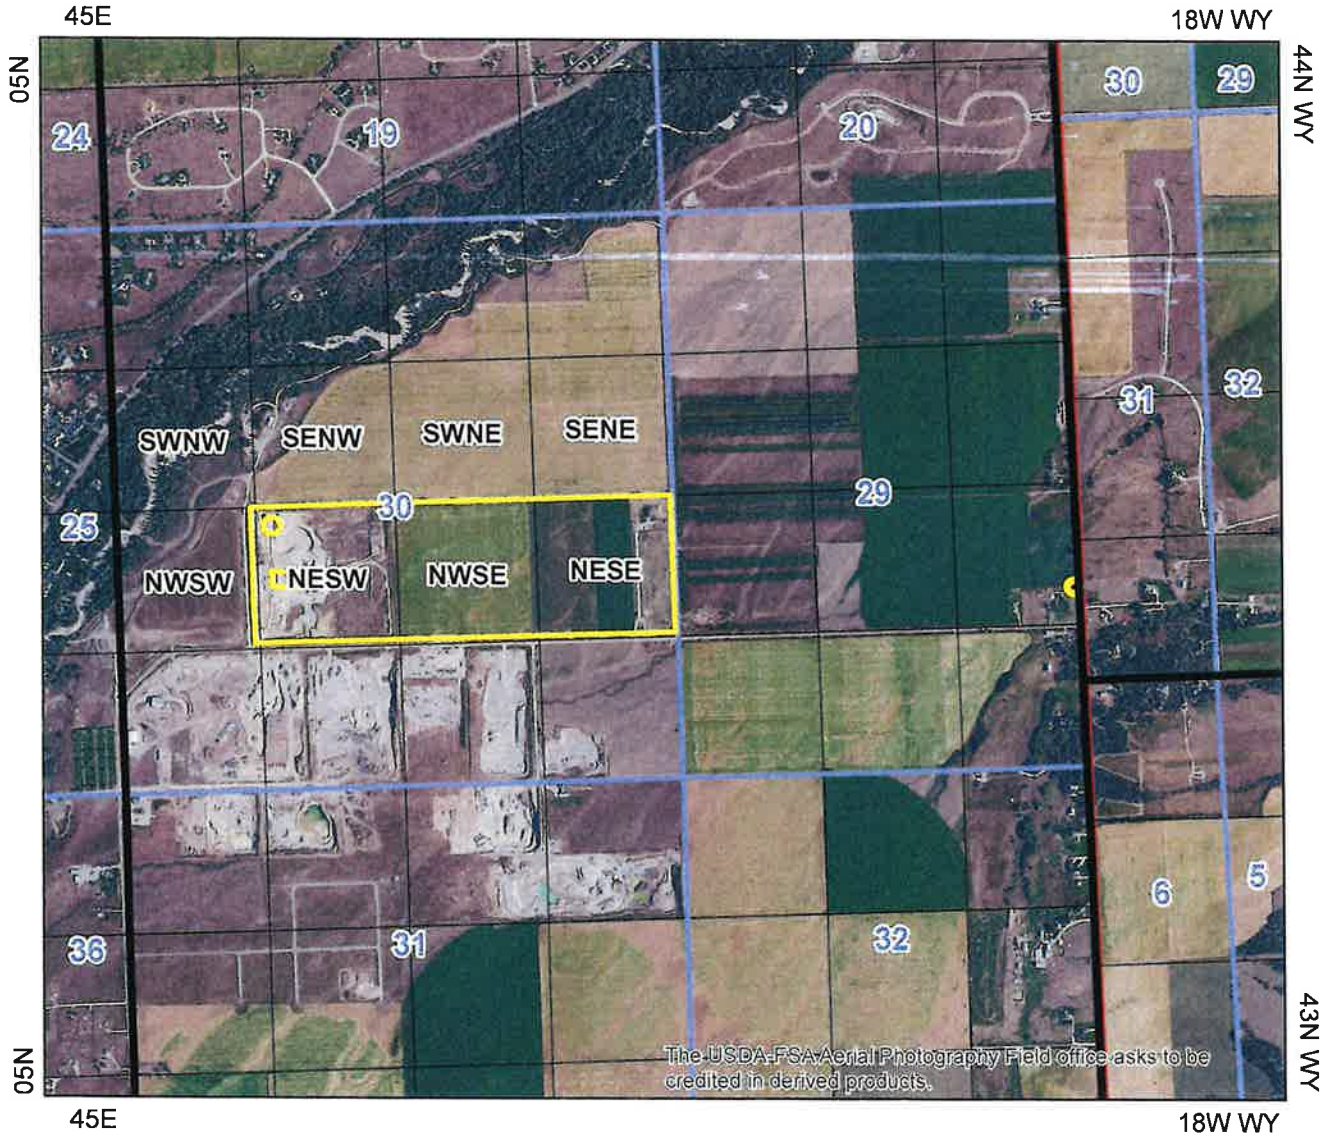 45E
18W WY
05N
44N WY
30
29
24
19
20
31
32
SWNW
SENW
SWNE
SENE
30
29
25
NWSW
NESW
NWSE
NESE
6
5
36
31
32
The USDA-FSA Aerial Photography Field office asks to be
credited in derived products.
05N
43N WY
45E
18W WY